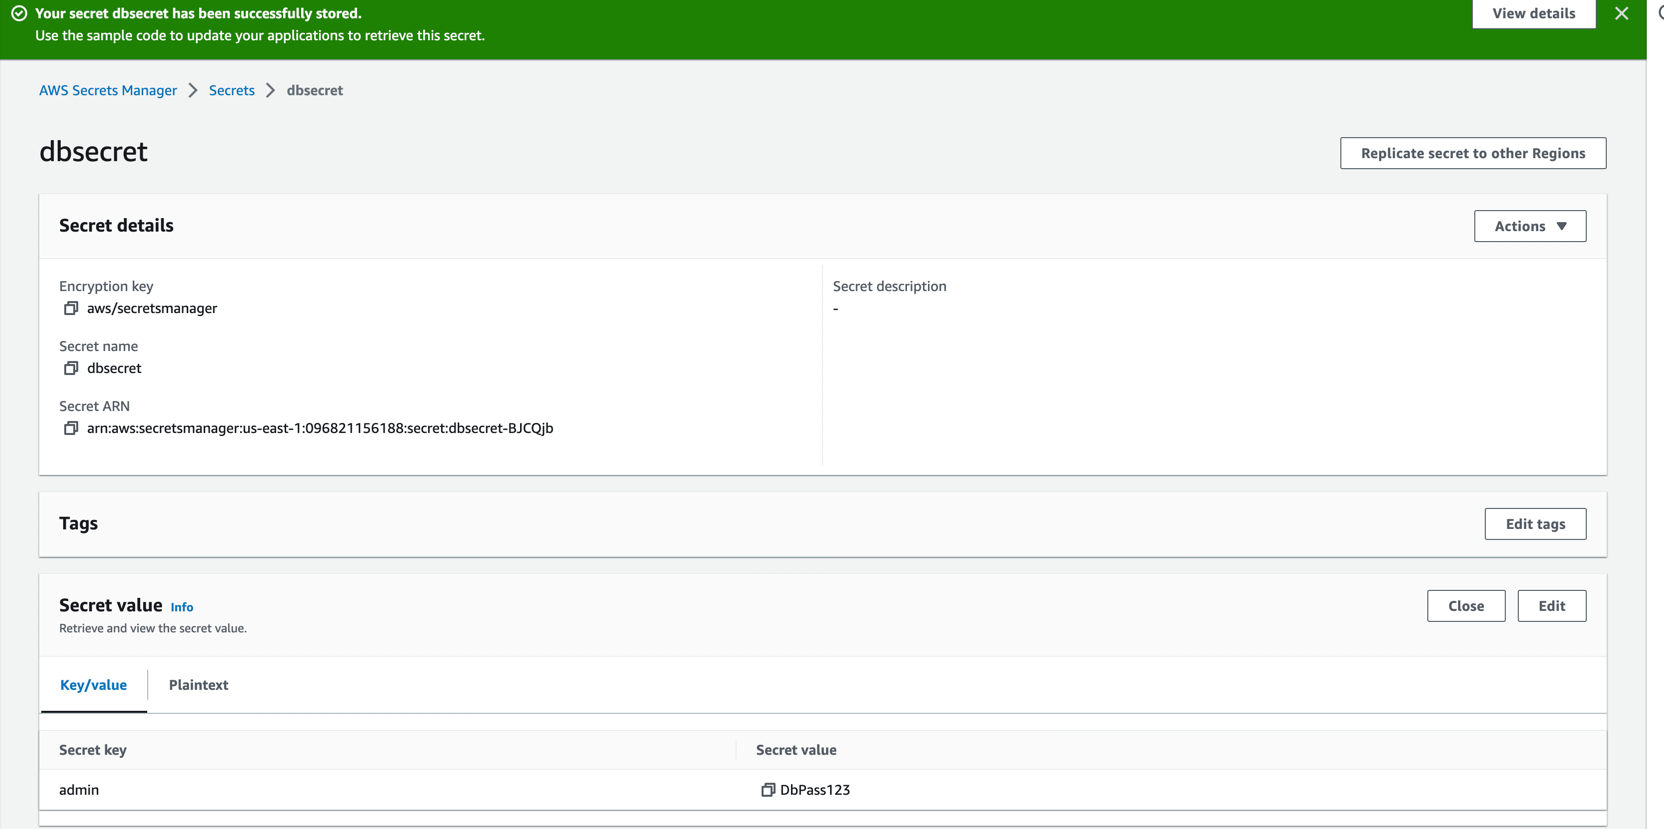 Your secret dbsecret has been successfully stored.
View details
Use the sample code to update your applications to retrieve this secret.
AWS Secrets Manager
Secrets
dbsecret
dbsecret
Replicate secret to other Regions
Secret details
Actions
Encryption key
aws/secretsmanager
Secret name
dbsecret
Secret ARN
arn:aws:secretsmanager:us-east-1:096821156188:secret:dbsecret-BJCQjb
Secret description
-
Tags
Edit tags
Secret value Info
Retrieve and view the secret value.
Close
Edit
Key/value
Plaintext
Secret key
Secret value
admin
DbPass123